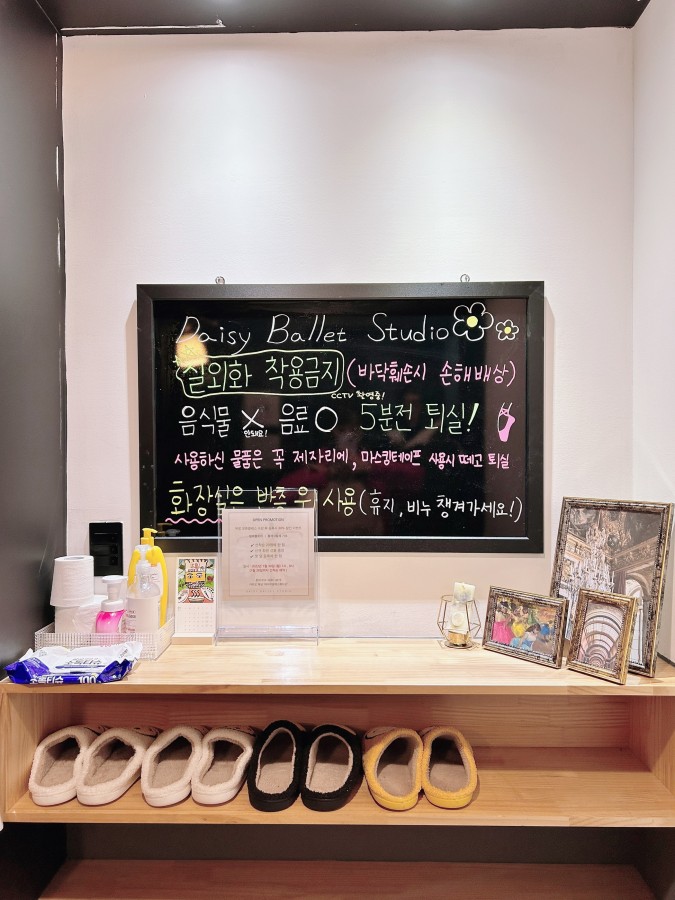 Daisy Ballet Studio
실외화 착용금지 (바닥훼손시 손해배상)
CCTV 촬영중!
음식물 X 음료 O 5분전 퇴실!
안돼요!
사용하신 물품은 꼭 제자리에, 마스킹테이프 사용시 떼고 퇴실
화장실은 반층 위 사용 (휴지, 비누 챙겨가세요!)
OPEN PROMOTION
소독티슈 100